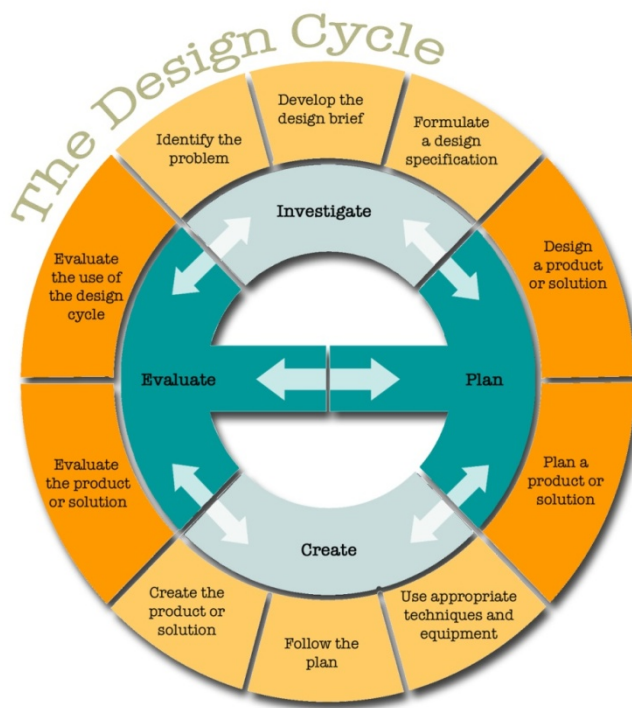 The Design Cycle
Identify the
problem
Develop the
design brief
Formulate
a design
specification
Investigate
Evaluate
the use of
the design
cycle
Design
a product
or solution
Evaluate
Plan
Evaluate
the product
or solution
Plan a
product or
solution
Create
Create the
product or
solution
Follow the
plan
Use appropriate
techniques and
equipment